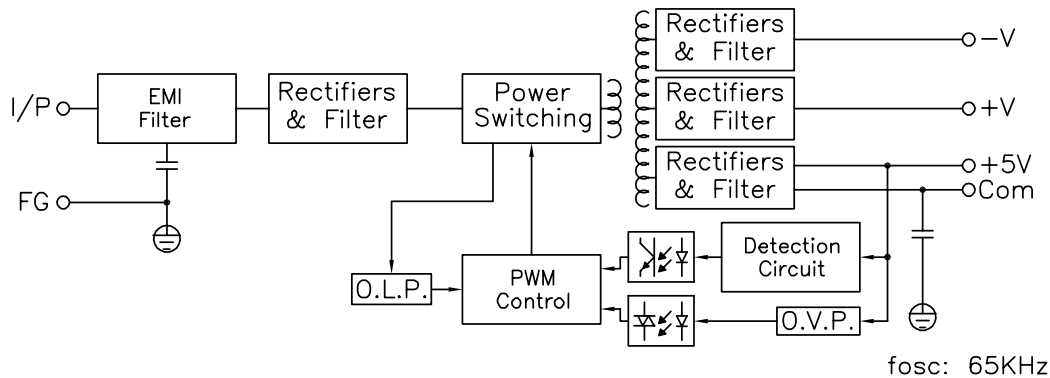 I/P
EMI
Filter
Rectifiers
& Filter
Power
Switching
Rectifiers
& Filter
−V
Rectifiers
& Filter
+V
Rectifiers
& Filter
+5V
Com
FG
O.L.P.
PWM
Control
Detection
Circuit
O.V.P.
fosc: 65KHz